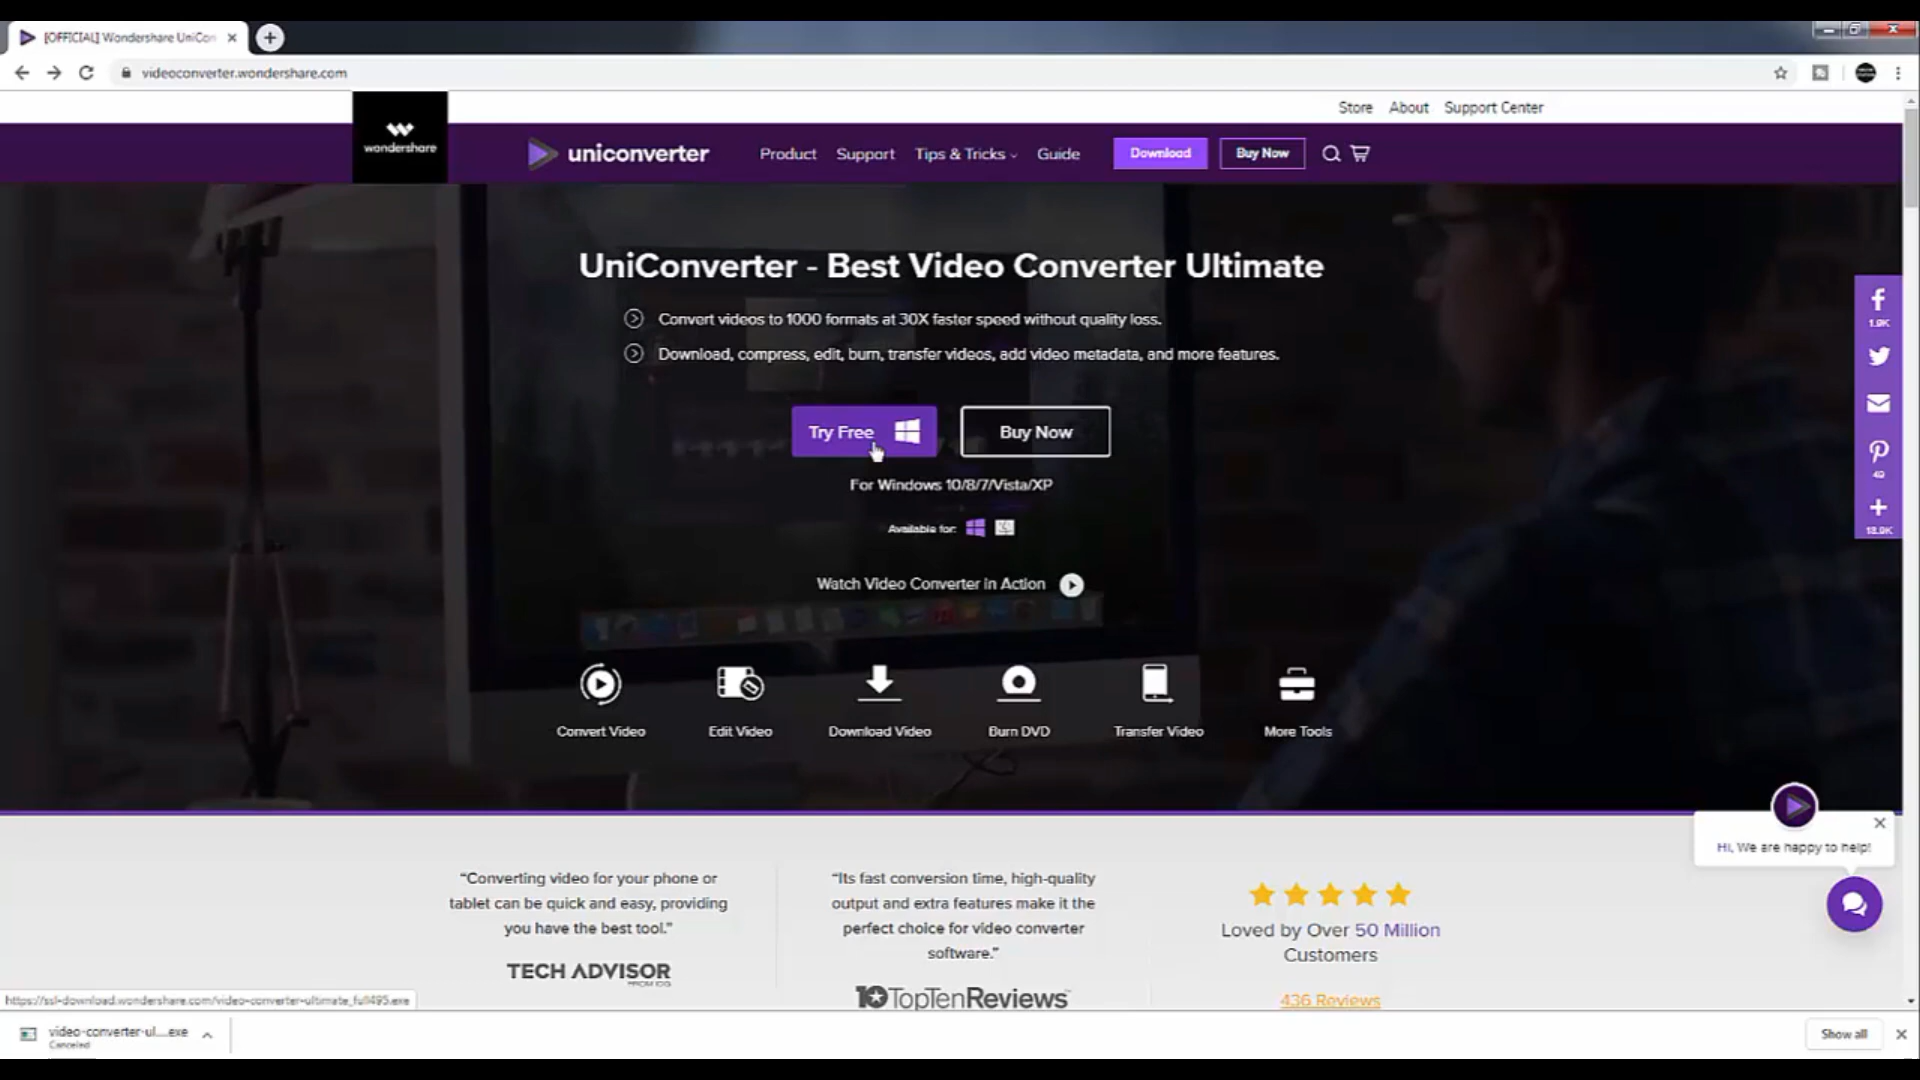 [OFFICIAL] Wondershare UniCon
videoconverter.wondershare.com
Store About Support Center
wondershare
uniconverter
Product Support Tips & Tricks Guide Download Buy Now
UniConverter - Best Video Converter Ultimate
Convert videos to 1000 formats at 30X faster speed without quality loss.
Download, compress, edit, burn, transfer videos, add video metadata, and more features.
Try Free Buy Now
For Windows 10/8/7/Vista/XP
Available for:
Watch Video Converter in Action
Convert Video Edit Video Download Video Burn DVD Transfer Video More Tools
1.9K
49
18.9K
Hi, We are happy to help!
“Converting video for your phone or
tablet can be quick and easy, providing
you have the best tool.”
TECH ADVISOR
FROM IDG
“Its fast conversion time, high-quality
output and extra features make it the
perfect choice for video converter
software.”
TopTenReviews
Loved by Over 50 Million
Customers
436 Reviews
https://ssl-download.wondershare.com/video-converter-ultimate_full495.exe
video-converter-ul....exe
Canceled
Show all